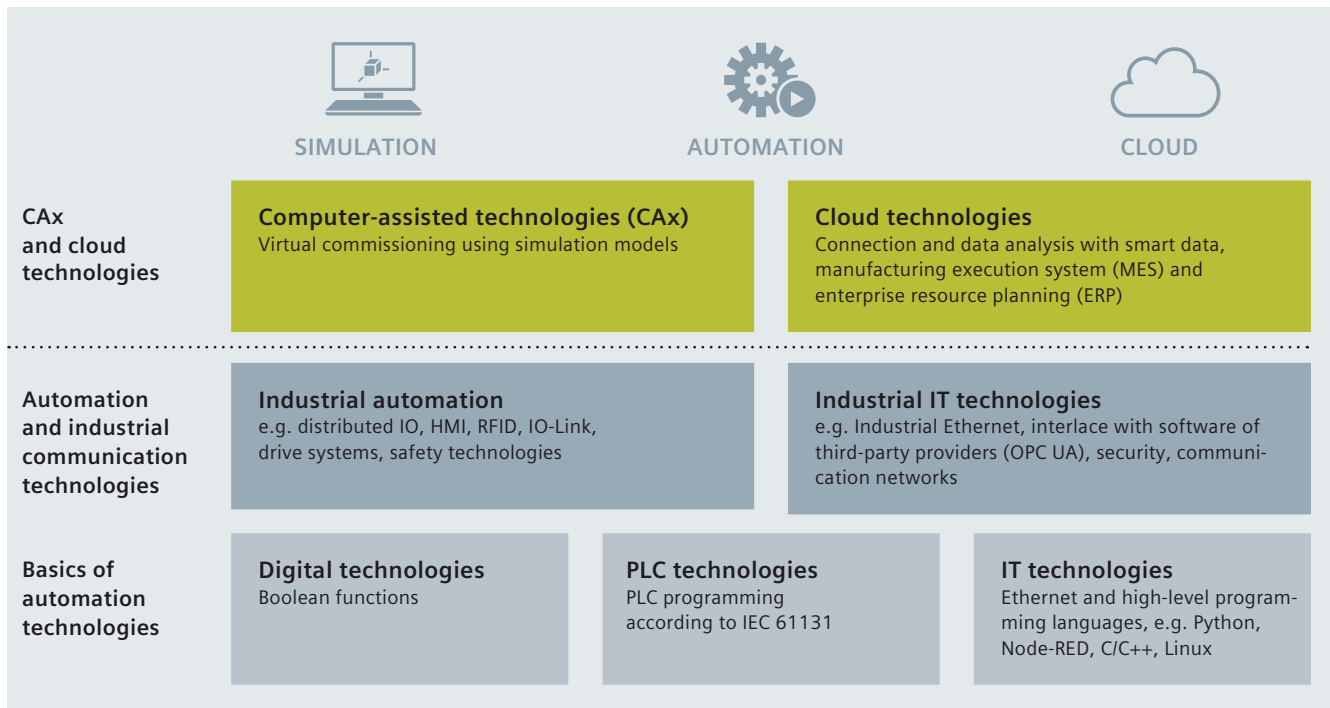 SIMULATION
AUTOMATION
CLOUD
CAx
and cloud
technologies
Computer-assisted technologies (CAx)
Virtual commissioning using simulation models
Cloud technologies
Connection and data analysis with smart data,
manufacturing execution system (MES) and
enterprise resource planning (ERP)
Automation
and industrial
communication
technologies
Industrial automation
e.g. distributed IO, HMI, RFID, IO-Link,
drive systems, safety technologies
Industrial IT technologies
e.g. Industrial Ethernet, interlace with software of
third-party providers (OPC UA), security, communi-
cation networks
Basics of
automation
technologies
Digital technologies
Boolean functions
PLC technologies
PLC programming
according to IEC 61131
IT technologies
Ethernet and high-level program-
ming languages, e.g. Python,
Node-RED, C/C++, Linux